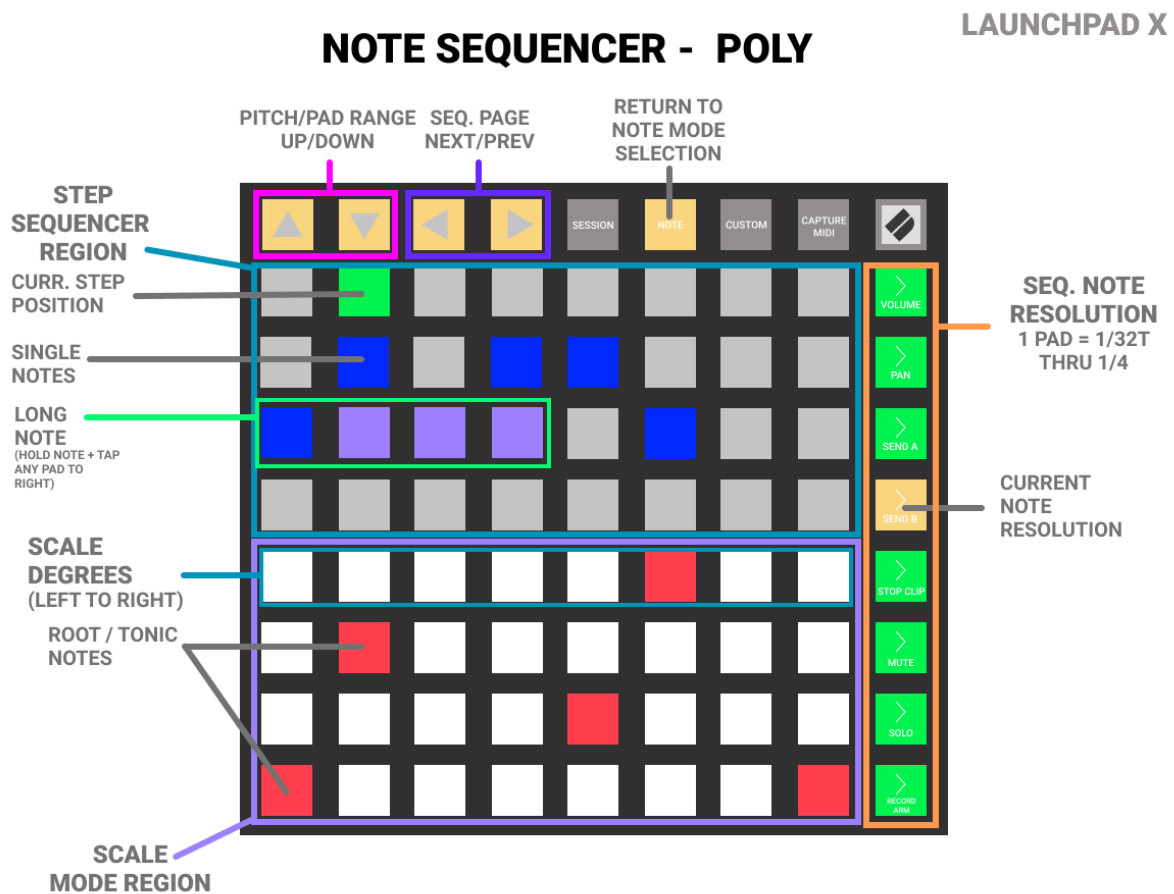 LAUNCHPAD X
NOTE SEQUENCER - POLY
PITCH/PAD RANGE
UP/DOWN
SEQ. PAGE
NEXT/PREV
RETURN TO
NOTE MODE
SELECTION
STEP
SEQUENCER
REGION
CURR. STEP
POSITION
SINGLE
NOTES
LONG
NOTE
(HOLD NOTE + TAP
ANY PAD TO
RIGHT)
SCALE
DEGREES
(LEFT TO RIGHT)
ROOT / TONIC
NOTES
SCALE
MODE REGION
SESSION
NOTE
CUSTOM
CAPTURE
MIDI
VOLUME
PAN
SEND A
SEND B
STOP CLIP
MUTE
SOLO
RECORD
ARM
SEQ. NOTE
RESOLUTION
1 PAD = 1/32T
THRU 1/4
CURRENT
NOTE
RESOLUTION